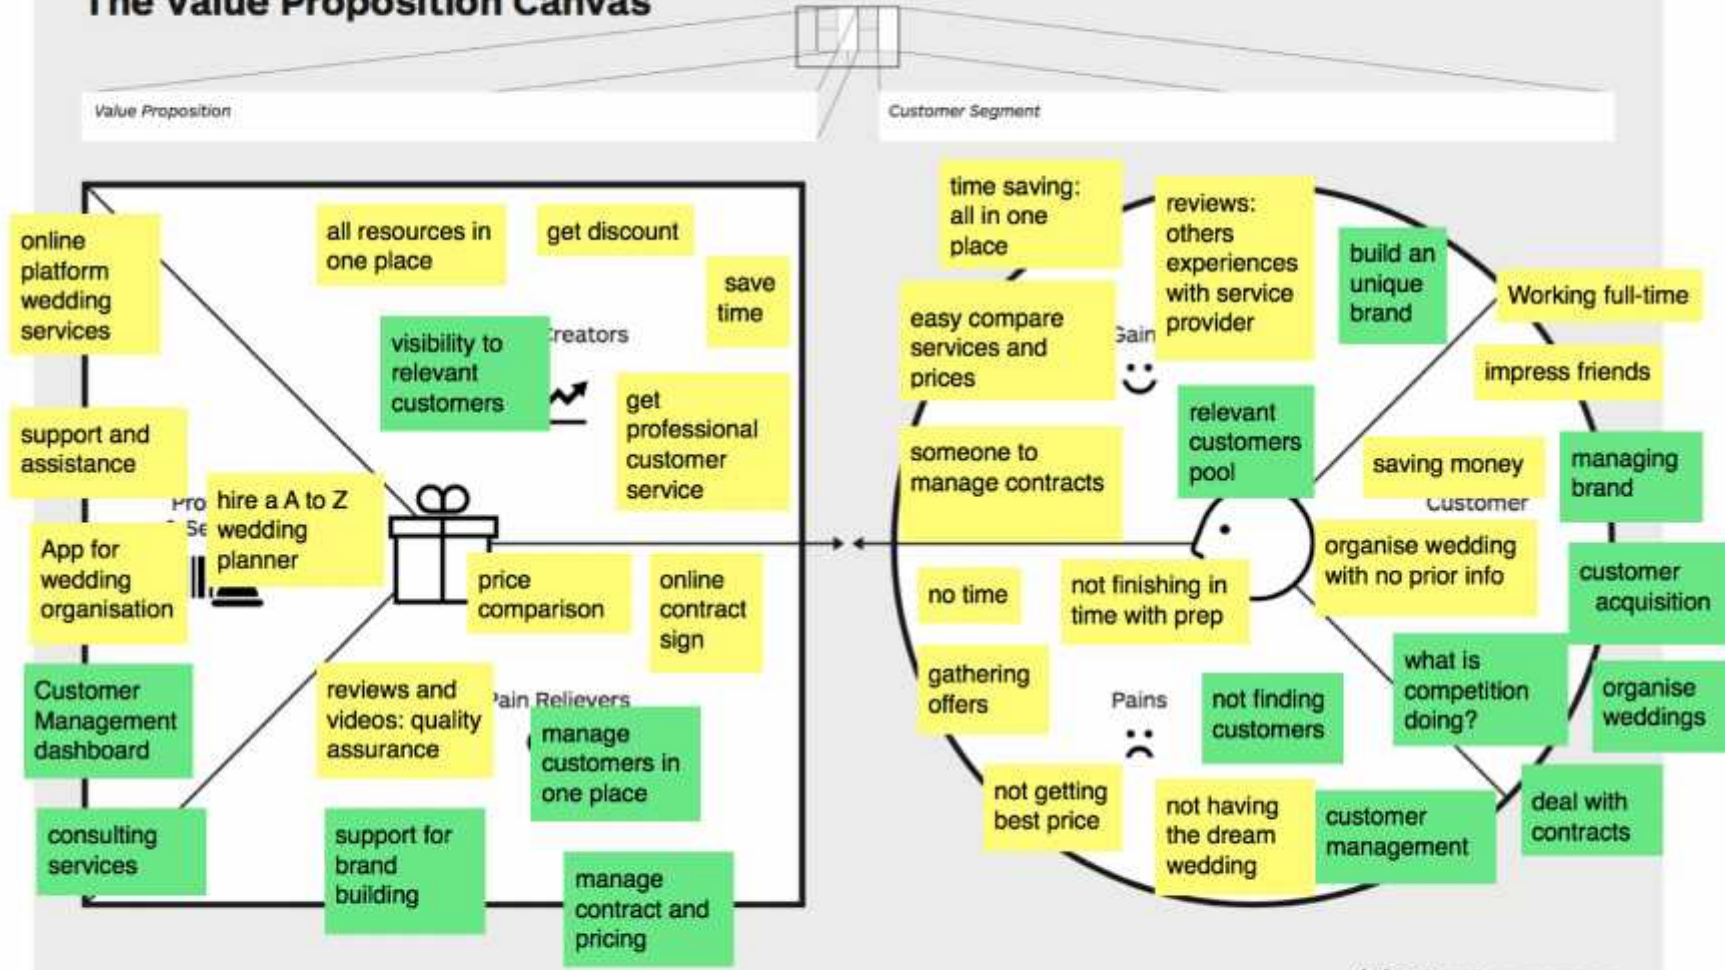 The Value Proposition Canvas
Value Proposition
Customer Segment
online
platform
wedding
services
all resources in
one place
get discount
save
time
visibility to
relevant
customers
Creators
get
professional
customer
service
support and
assistance
hire a A to Z
wedding
planner
App for
wedding
organisation
price
comparison
online
contract
sign
Customer
Management
dashboard
reviews and
videos: quality
assurance
Pain Relievers
manage
customers in
one place
consulting
services
support for
brand
building
manage
contract and
pricing
time saving:
all in one
place
reviews:
others
experiences
with service
provider
build an
unique
brand
Working full-time
easy compare
services and
prices
Gain
impress friends
relevant
customers
pool
someone to
manage contracts
saving money
managing
brand
Customer
organise wedding
with no prior info
customer
acquisition
no time
not finishing in
time with prep
what is
competition
doing?
gathering
offers
Pains
not finding
customers
organise
weddings
not getting
best price
not having
the dream
wedding
customer
management
deal with
contracts